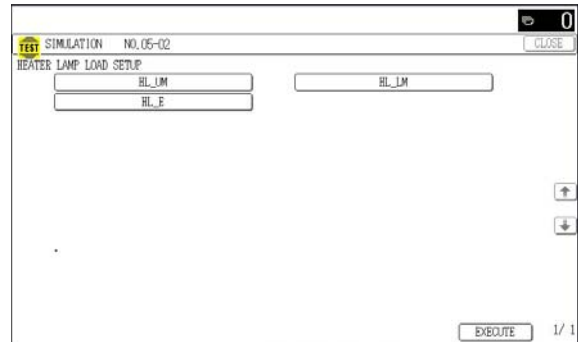 0
TEST SIMULATION NO.05-02 CLOSE
HEATER LAMP LOAD SETUP
HL_UM HL_LM
HL_E
EXECUTE 1/1